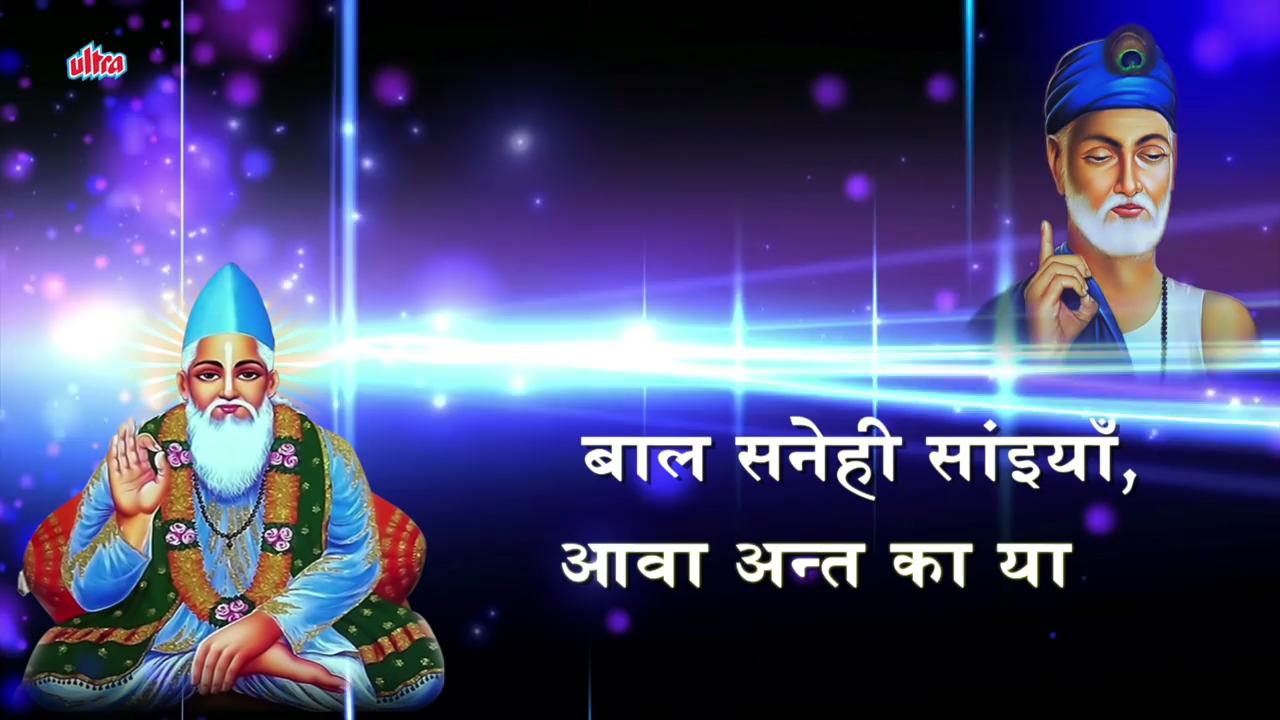 ultra
बाल सनेही सांइयाँ,
आवा अन्त का या